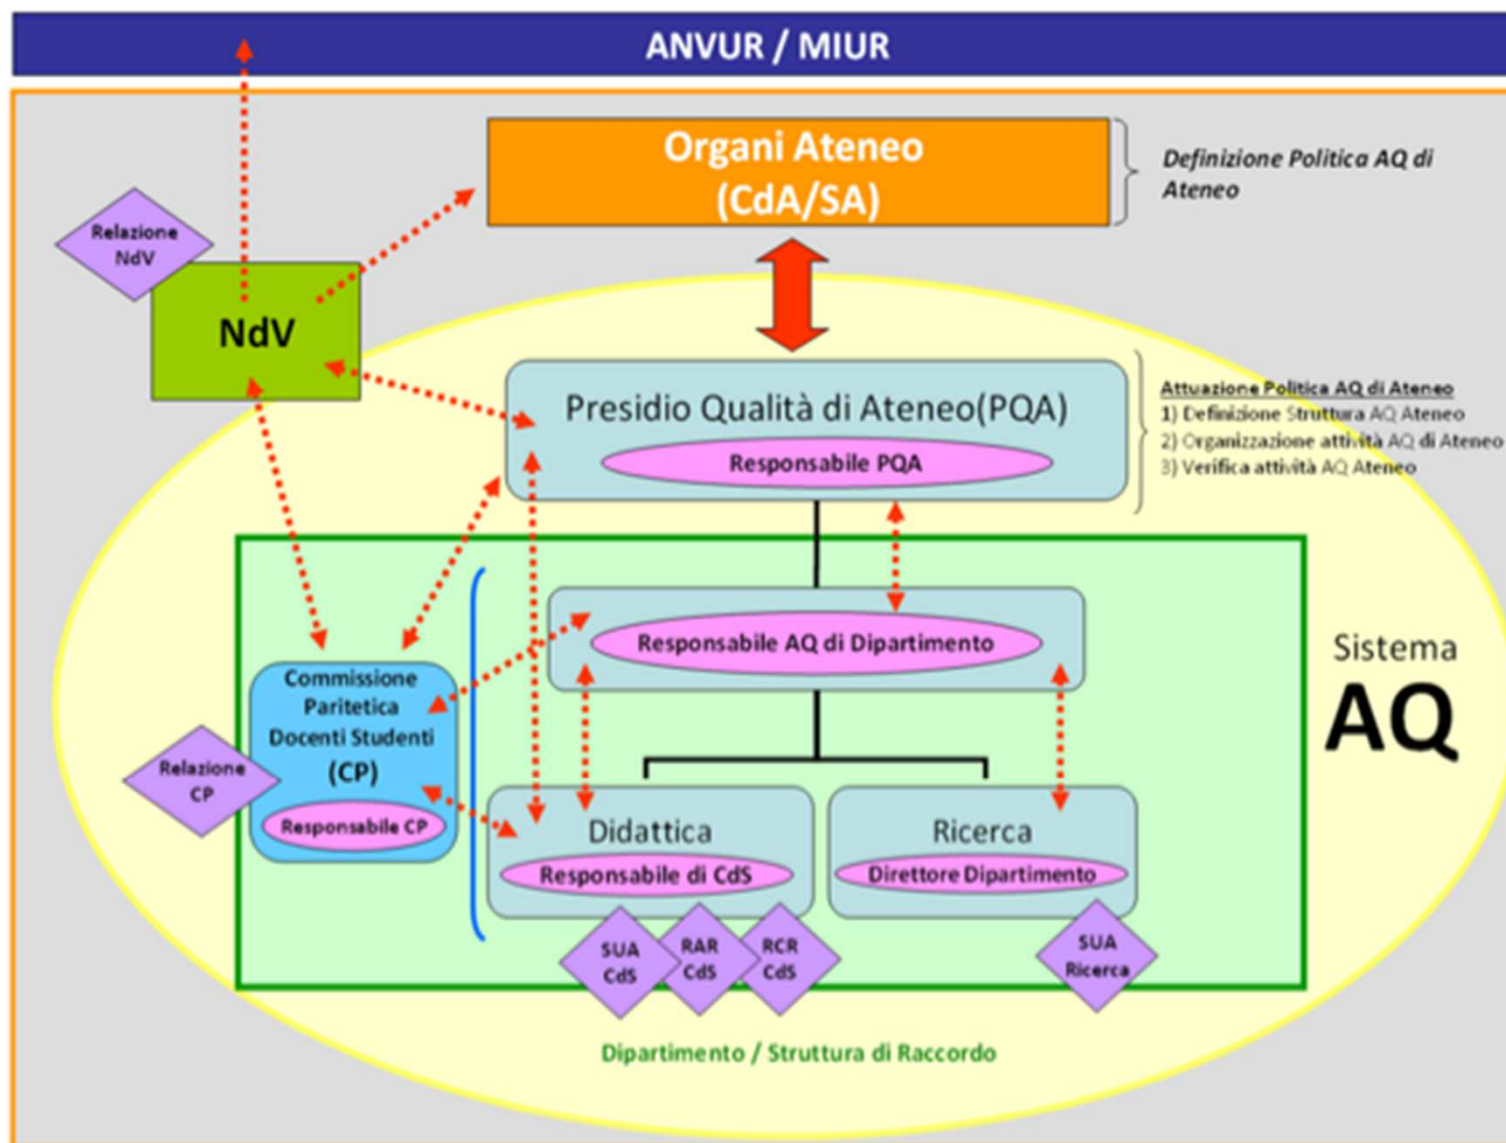 ANVUR / MIUR
Organi Ateneo
(CdA/SA)
Definizione Politica AQ di
Ateneo
Relazione
NdV
NdV
Presidio Qualità di Ateneo(PQA)
Responsabile PQA
Attuazione Politica AQ di Ateneo
1) Definizione Struttura AQ Ateneo
2) Organizzazione attività AQ di Ateneo
3) Verifica attività AQ Ateneo
Responsabile AQ di Dipartimento
Sistema
AQ
Commissione
Paritetica
Docenti Studenti
(CP)
Responsabile CP
Relazione
CP
Didattica
Responsabile di CdS
Ricerca
Direttore Dipartimento
SUA
CdS
RAR
CdS
RCR
CdS
SUA
Ricerca
Dipartimento / Struttura di Raccordo